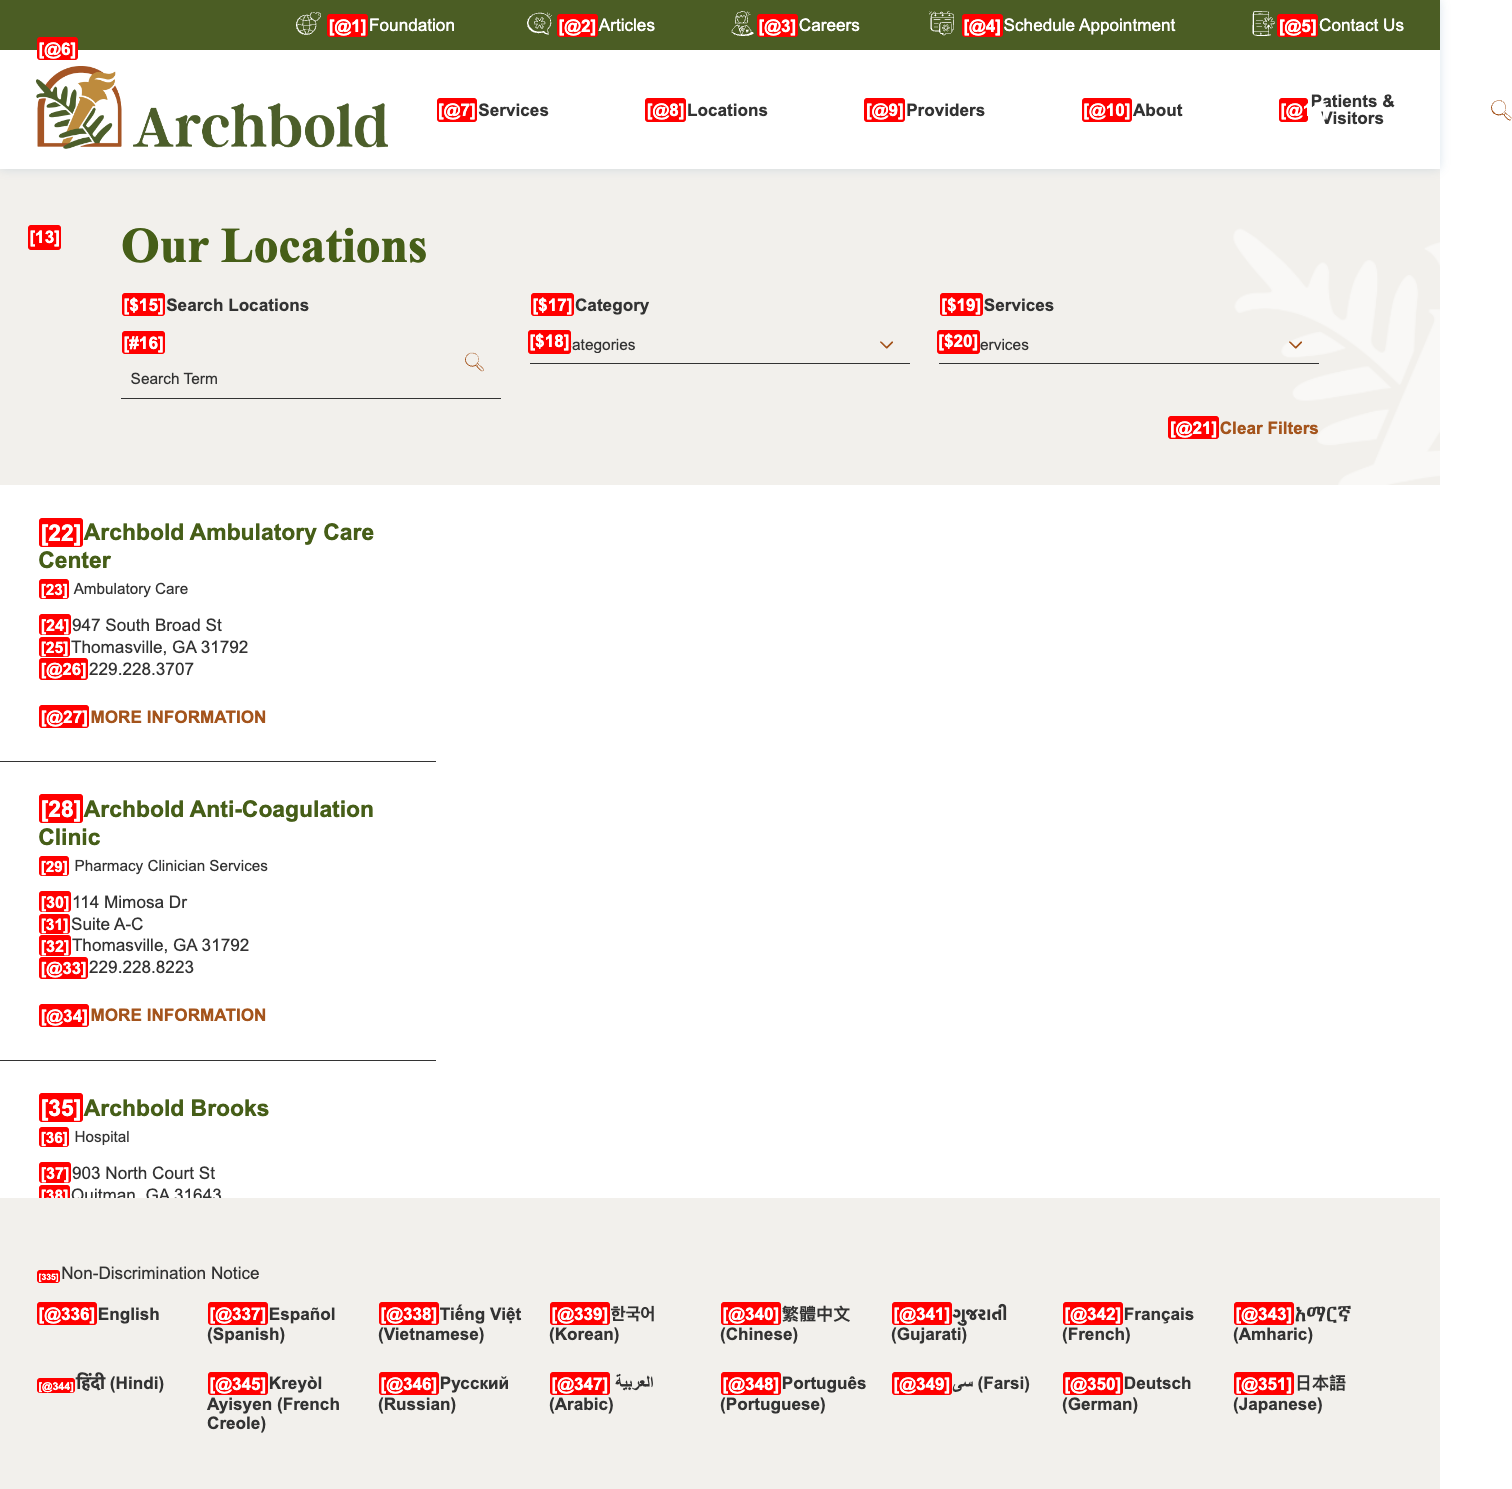 [@1] Foundation
[@2] Articles
[@3] Careers
[@4] Schedule Appointment
[@5] Contact Us
[@6]
Archbold
[@7] Services
[@8] Locations
[@9] Providers
[@10] About
Patients &
Visitors
[13]
Our Locations
[$15] Search Locations
[#16]
Search Term
[$17] Category
[$18] ategories
[$19] Services
[$20] ervices
[@21] Clear Filters
[22] Archbold Ambulatory Care
Center
[23] Ambulatory Care
[24] 947 South Broad St
[25] Thomasville, GA 31792
[@26] 229.228.3707
[@27] MORE INFORMATION
[28] Archbold Anti-Coagulation
Clinic
[29] Pharmacy Clinician Services
[30] 114 Mimosa Dr
[31] Suite A-C
[32] Thomasville, GA 31792
[@33] 229.228.8223
[@34] MORE INFORMATION
[35] Archbold Brooks
[36] Hospital
[37] 903 North Court St
[38] Quitman, GA 31643
[335] Non-Discrimination Notice
[@336] English
[@337] Español
(Spanish)
[@338] Tiếng Việt
(Vietnamese)
[@339] 한국어
(Korean)
[@340] 繁體中文
(Chinese)
[@341] ગુજરાતી
(Gujarati)
[@342] Français
(French)
[@343] አማርኛ
(Amharic)
[@344] हिंदी (Hindi)
[@345] Kreyòl
Ayisyen (French
Creole)
[@346] Русский
(Russian)
[@347] العربية
(Arabic)
[@348] Português
(Portuguese)
[@349] سی (Farsi)
[@350] Deutsch
(German)
[@351] 日本語
(Japanese)